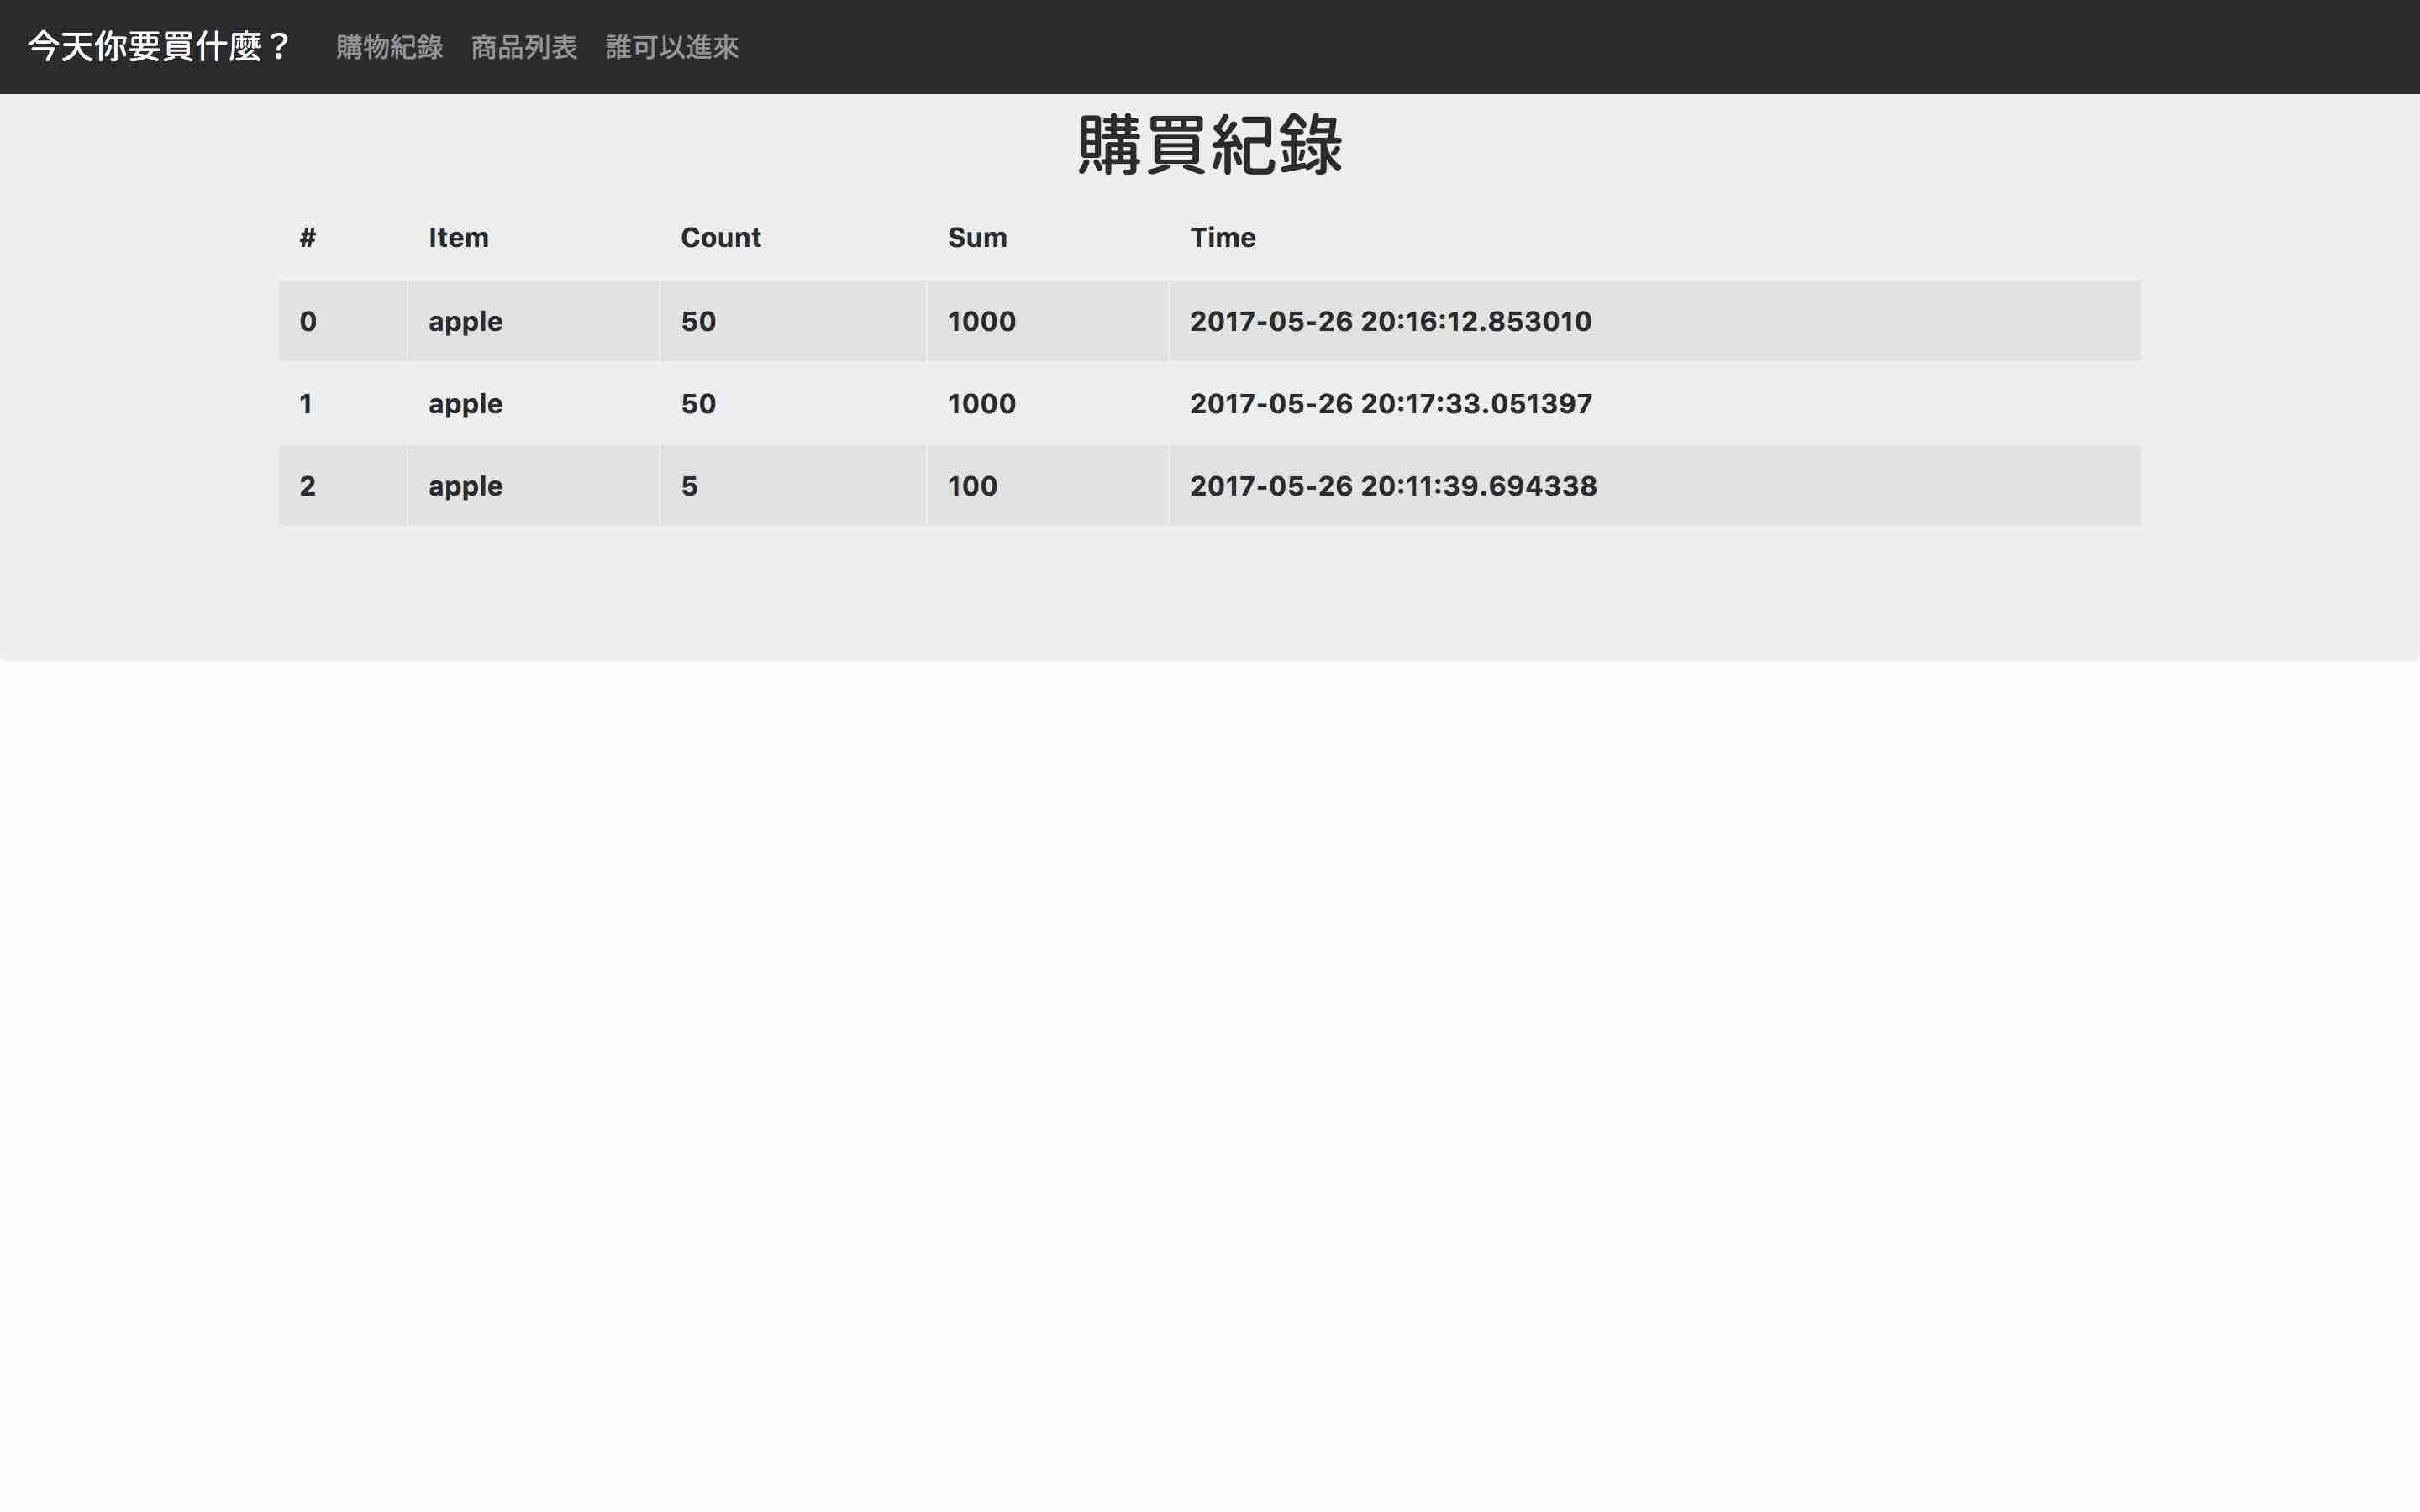 今天你要買什麼？ 購物紀錄 商品列表 誰可以進來
購買紀錄
# Item Count Sum Time
0 apple 50 1000 2017-05-26 20:16:12.853010
1 apple 50 1000 2017-05-26 20:17:33.051397
2 apple 5 100 2017-05-26 20:11:39.694338